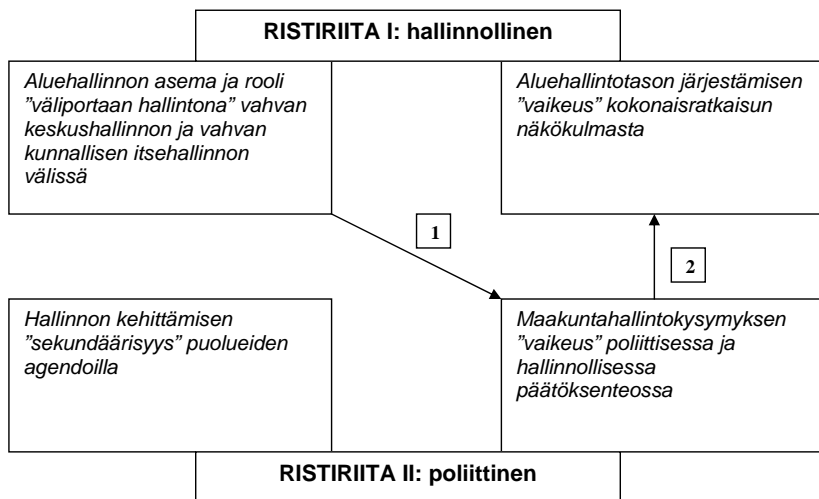 RISTIRIITA I: hallinnollinen
Aluehallinnon asema ja rooli
”väliportaan hallintona” vahvan
keskushallinnon ja vahvan
kunnallisen itsehallinnon
välissä
Aluehallintotason järjestämisen
”vaikeus” kokonaisratkaisun
näkökulmasta
1
2
Hallinnon kehittämisen
”sekundäärisyys” puolueiden
agendoilla
Maakuntahallintokysymyksen
”vaikeus” poliittisessa ja
hallinnollisessa
päätöksenteossa
RISTIRIITA II: poliittinen